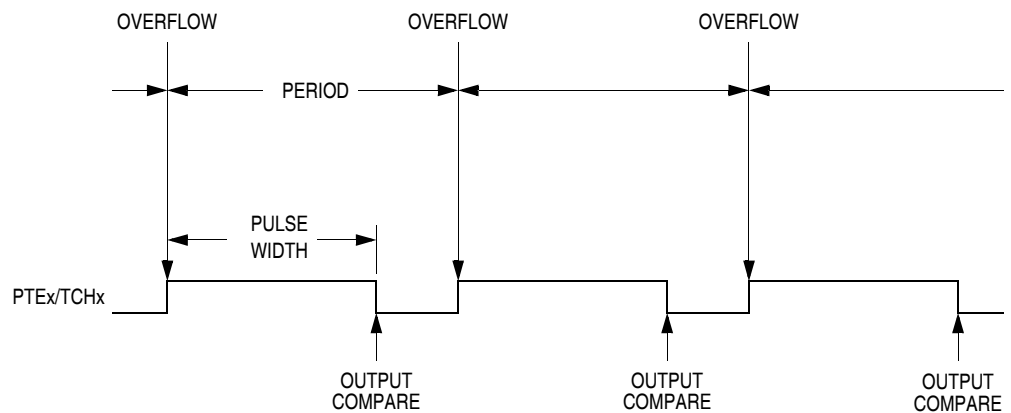 OVERFLOW OVERFLOW OVERFLOW
PERIOD
PULSE
WIDTH
PTEx/TCHx
OUTPUT
COMPARE
OUTPUT
COMPARE
OUTPUT
COMPARE